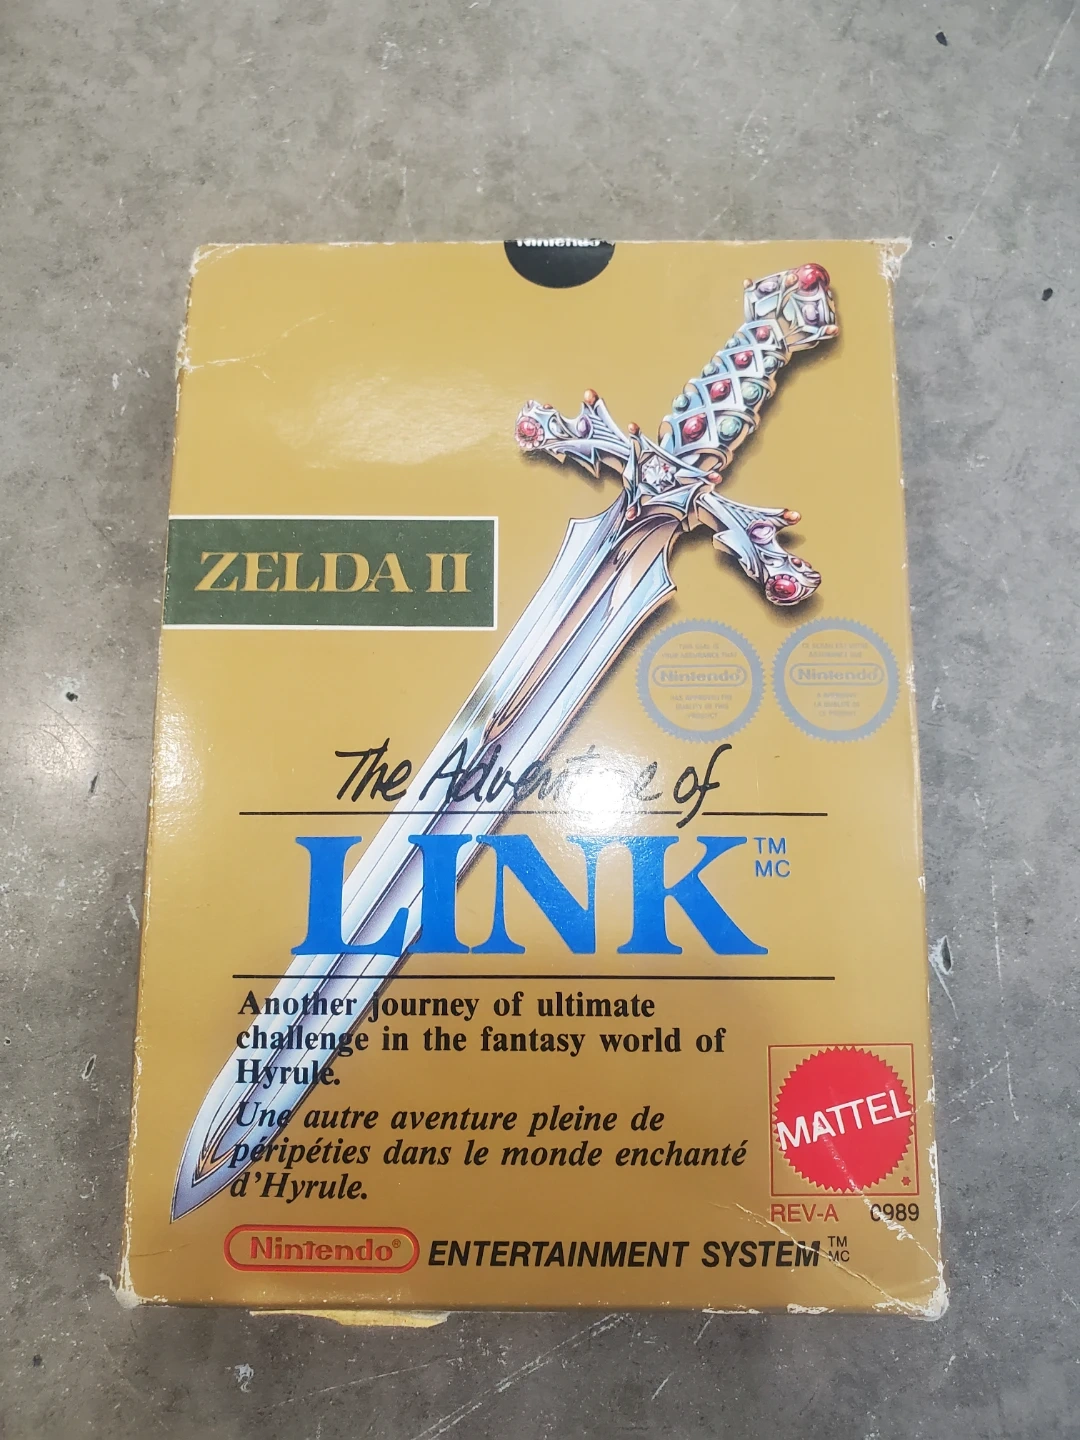 Nintendo
ZELDA II
Nintendo
Nintendo
The Adventure of
LINK TM MC
Another journey of ultimate
challenge in the fantasy world of
Hyrule.
Une autre aventure pleine de
péripéties dans le monde enchanté
d'Hyrule.
MATTEL
REV-A 0989
Nintendo® ENTERTAINMENT SYSTEM TM MC